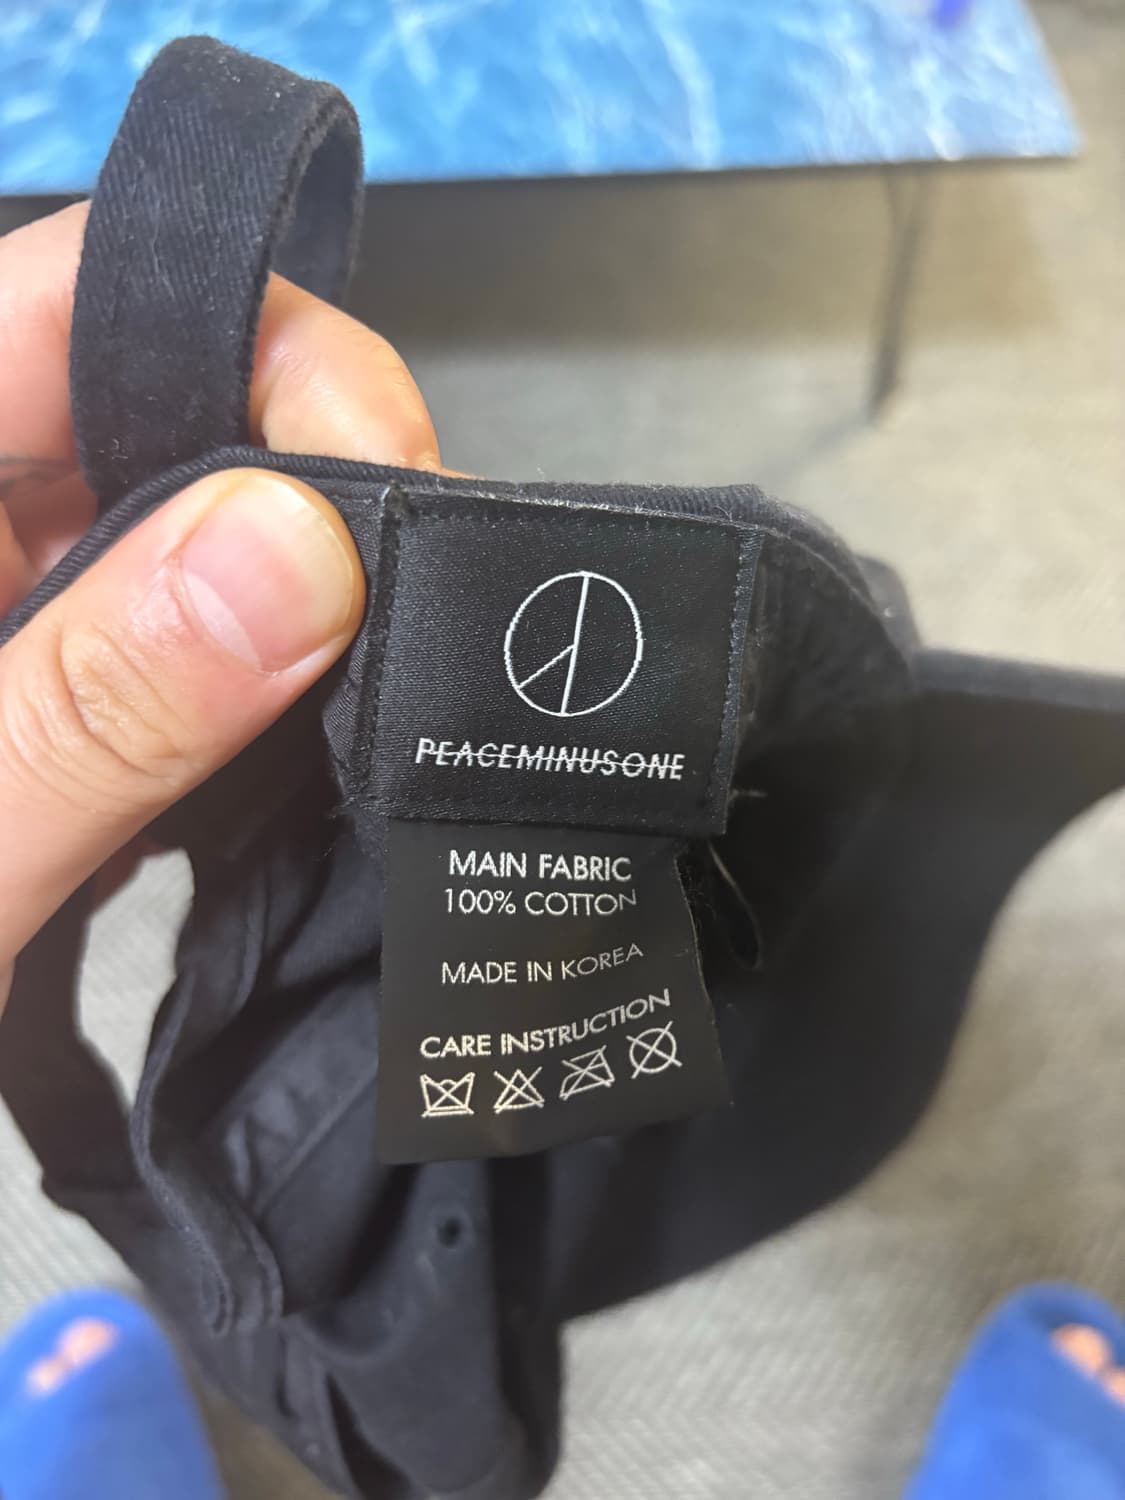 PEACEMINUSONE
MAIN FABRIC
100% COTTON
MADE IN KOREA
CARE INSTRUCTION